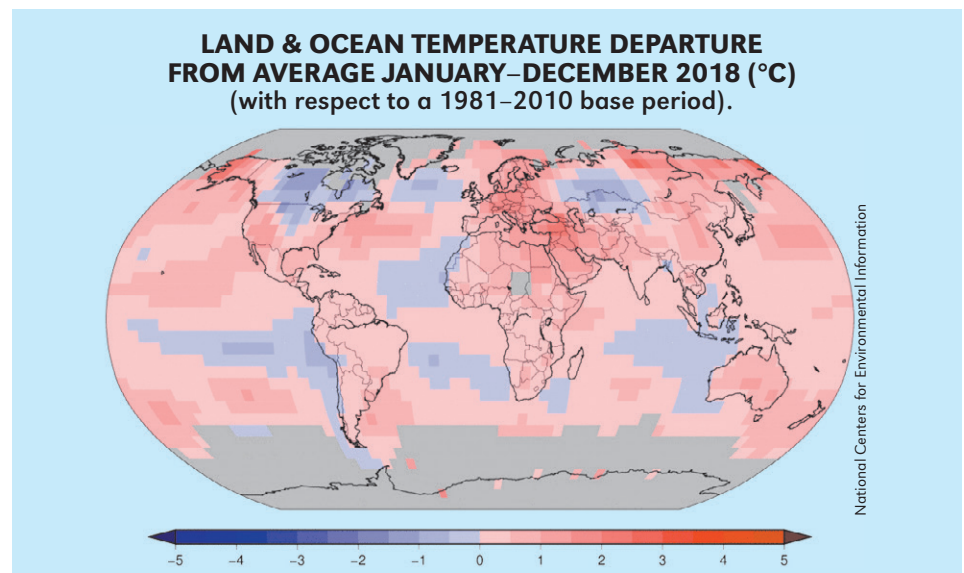 LAND & OCEAN TEMPERATURE DEPARTURE
FROM AVERAGE JANUARY–DECEMBER 2018 (°C)
(with respect to a 1981–2010 base period).
National Centers for Environmental Information
–5 –4 –3 –2 –1 0 1 2 3 4 5